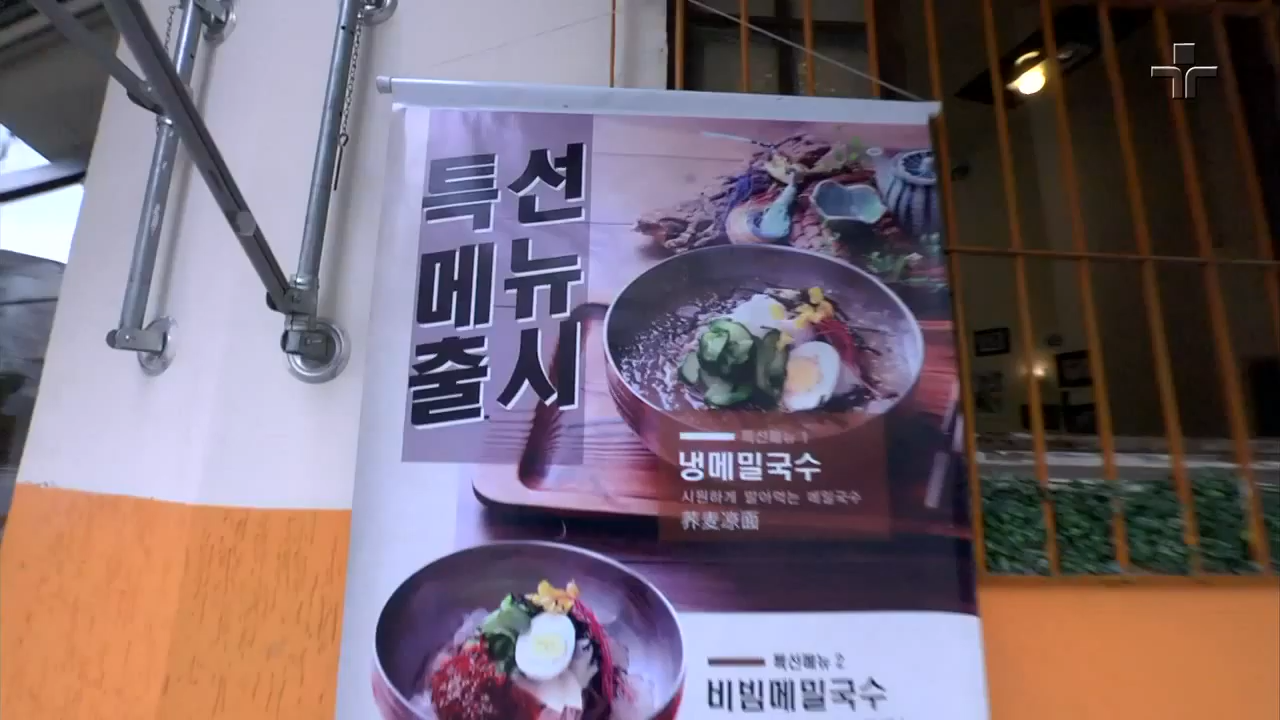 특선
메뉴
출시
특선메뉴 1
냉메밀국수
시원하게 말아먹는 메밀국수
荞麦凉面
특선메뉴 2
비빔메밀국수